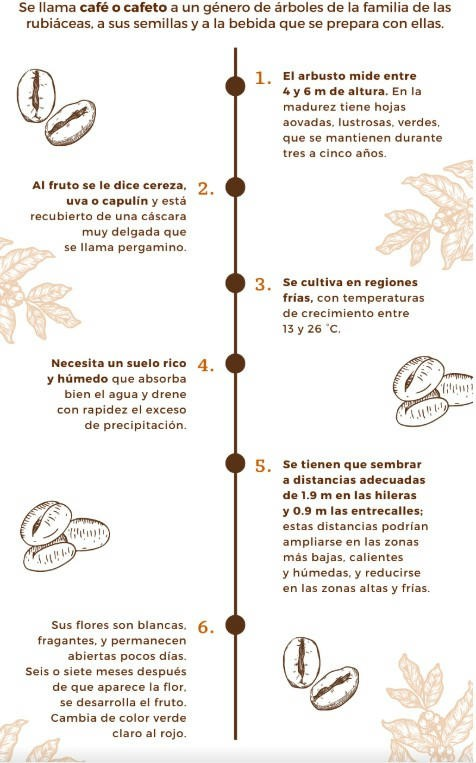 Se llama café o cafeto a un género de árboles de la familia de las
rubiáceas, a sus semillas y a la bebida que se prepara con ellas.
1. El arbusto mide entre
4 y 6 m de altura. En la
madurez tiene hojas
aovadas, lustrosas, verdes,
que se mantienen durante
tres a cinco años.
2. Al fruto se le dice cereza,
uva o capulín y está
recubierto de una cáscara
muy delgada que
se llama pergamino.
3. Se cultiva en regiones
frías, con temperaturas
de crecimiento entre
13 y 26 °C.
4. Necesita un suelo rico
y húmedo que absorba
bien el agua y drene
con rapidez el exceso
de precipitación.
5. Se tienen que sembrar
a distancias adecuadas
de 1.9 m en las hileras
y 0.9 m las entrecalles;
estas distancias podrían
ampliarse en las zonas
más bajas, calientes
y húmedas, y reducirse
en las zonas altas y frías.
6. Sus flores son blancas,
fragantes, y permanecen
abiertas pocos días.
Seis o siete meses después
de que aparece la flor,
se desarrolla el fruto.
Cambia de color verde
claro al rojo.